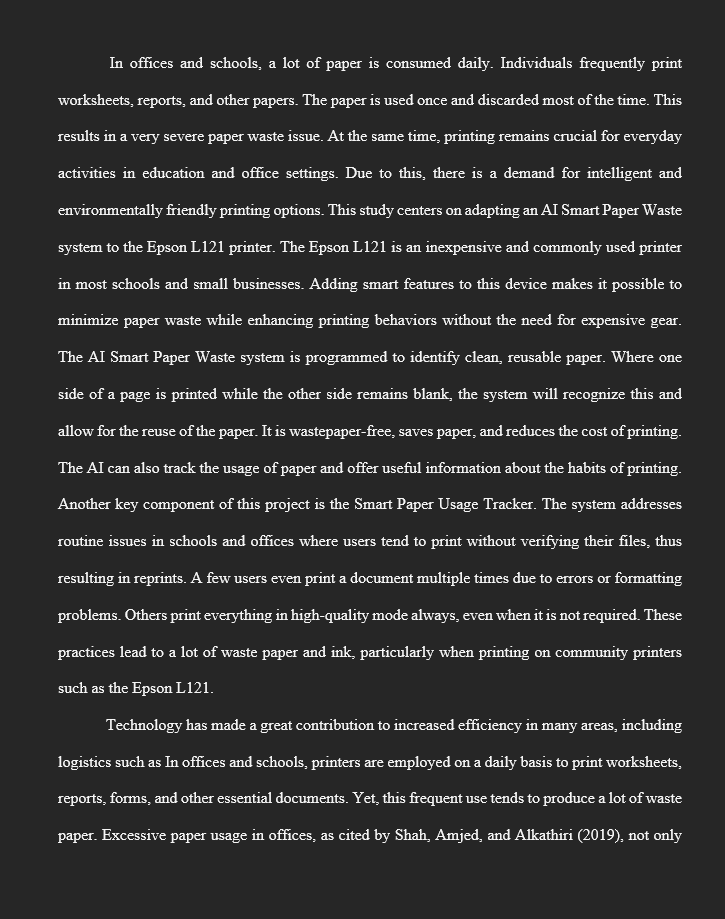 In offices and schools, a lot of paper is consumed daily. Individuals frequently print
worksheets, reports, and other papers. The paper is used once and discarded most of the time. This
results in a very severe paper waste issue. At the same time, printing remains crucial for everyday
activities in education and office settings. Due to this, there is a demand for intelligent and
environmentally friendly printing options. This study centers on adapting an AI Smart Paper Waste
system to the Epson L121 printer. The Epson L121 is an inexpensive and commonly used printer
in most schools and small businesses. Adding smart features to this device makes it possible to
minimize paper waste while enhancing printing behaviors without the need for expensive gear.
The AI Smart Paper Waste system is programmed to identify clean, reusable paper. Where one
side of a page is printed while the other side remains blank, the system will recognize this and
allow for the reuse of the paper. It is wastepaper-free, saves paper, and reduces the cost of printing.
The AI can also track the usage of paper and offer useful information about the habits of printing.
Another key component of this project is the Smart Paper Usage Tracker. The system addresses
routine issues in schools and offices where users tend to print without verifying their files, thus
resulting in reprints. A few users even print a document multiple times due to errors or formatting
problems. Others print everything in high-quality mode always, even when it is not required. These
practices lead to a lot of waste paper and ink, particularly when printing on community printers
such as the Epson L121.
Technology has made a great contribution to increased efficiency in many areas, including
logistics such as In offices and schools, printers are employed on a daily basis to print worksheets,
reports, forms, and other essential documents. Yet, this frequent use tends to produce a lot of waste
paper. Excessive paper usage in offices, as cited by Shah, Amjed, and Alkathiri (2019), not only